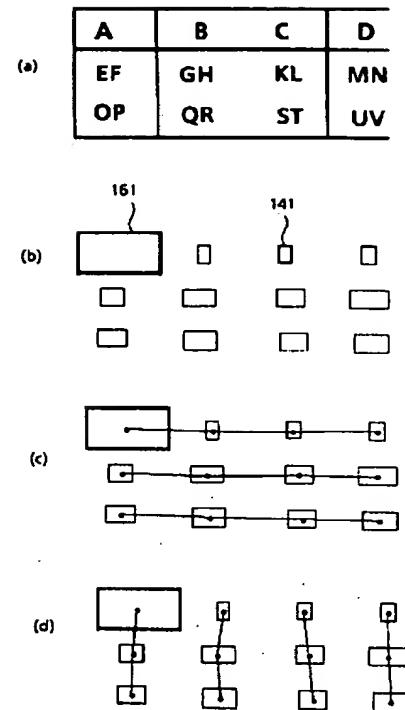 A B C D
(a)
EF GH KL MN
OP QR ST UV
161 141
(b)
(c)
(d)